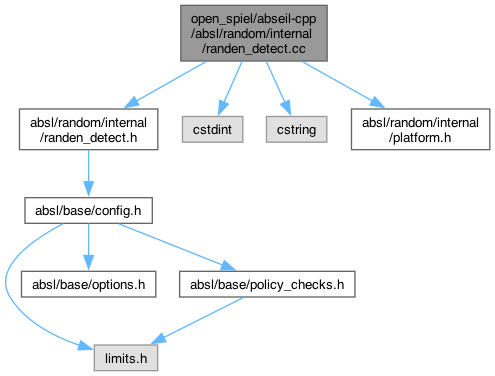 open_spiel/abseil-cpp
/absl/random/internal
/randen_detect.cc
absl/random/internal
/randen_detect.h
cstdint
cstring
absl/random/internal
/platform.h
absl/base/config.h
absl/base/options.h
absl/base/policy_checks.h
limits.h